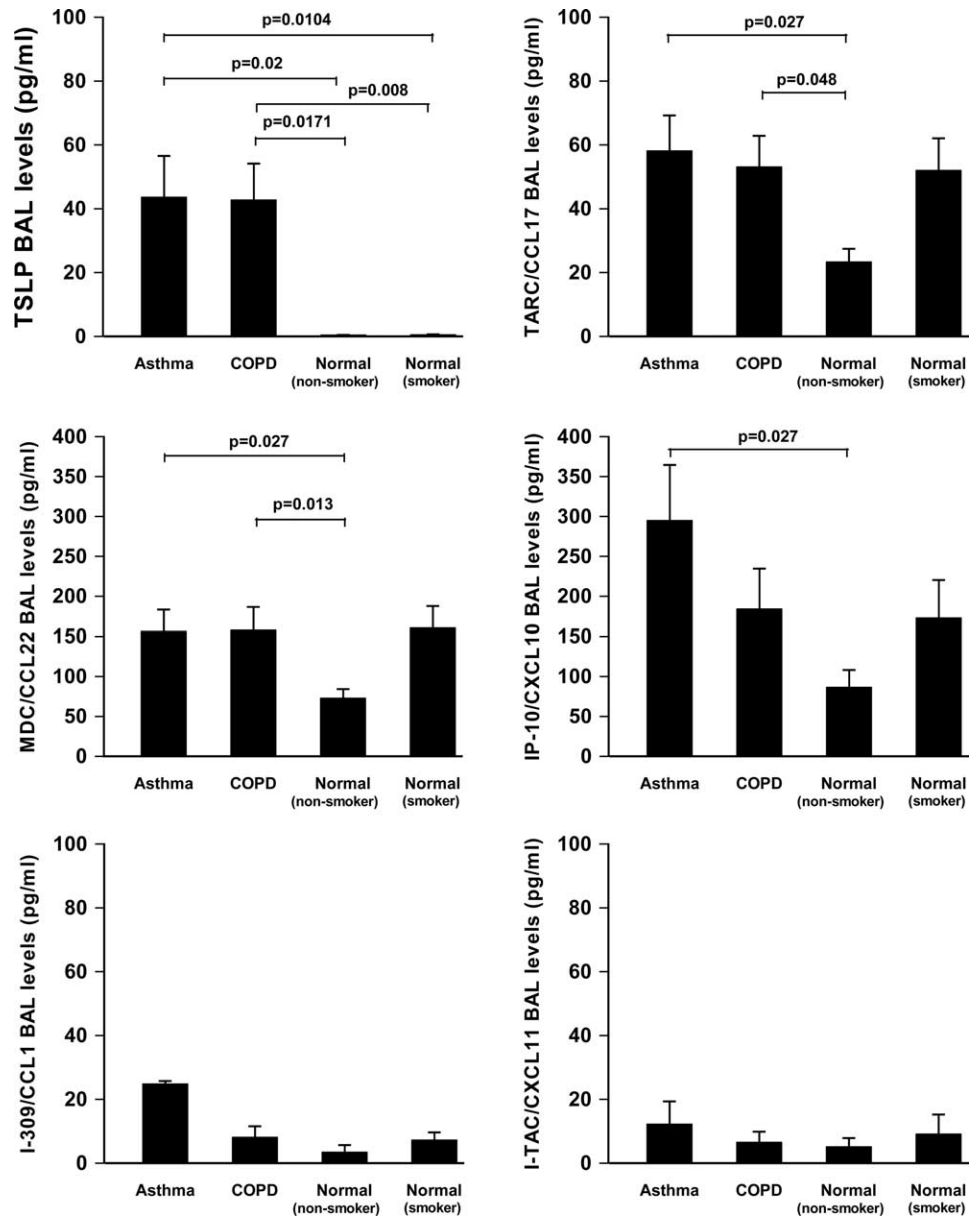 TSLP BAL levels (pg/ml)
100
80
60
40
20
0
p=0.0104
p=0.02
p=0.008
p=0.0171
Asthma COPD Normal Normal
(non-smoker) (smoker)
TARC/CCL17 BAL levels (pg/ml)
100
80
60
40
20
0
p=0.027
p=0.048
Asthma COPD Normal Normal
(non-smoker) (smoker)
MDC/CCL22 BAL levels (pg/ml)
400
350
300
250
200
150
100
50
0
p=0.027
p=0.013
Asthma COPD Normal Normal
(non-smoker) (smoker)
IP-10/CXCL10 BAL levels (pg/ml)
400
350
300
250
200
150
100
50
0
p=0.027
Asthma COPD Normal Normal
(non-smoker) (smoker)
I-309/CCL1 BAL levels (pg/ml)
100
80
60
40
20
0
Asthma COPD Normal Normal
(non-smoker) (smoker)
I-TAC/CXCL11 BAL levels (pg/ml)
100
80
60
40
20
0
Asthma COPD Normal Normal
(non-smoker) (smoker)